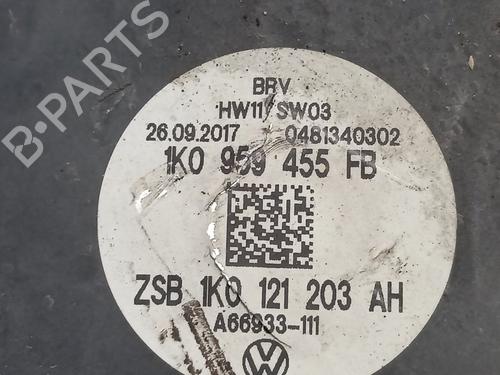 BRV
HW11 SW03
26.09.2017 0481340302
1K0 959 455 FB
ZSB 1K0 121 203 AH
A66933-111
VW
B-PARTS